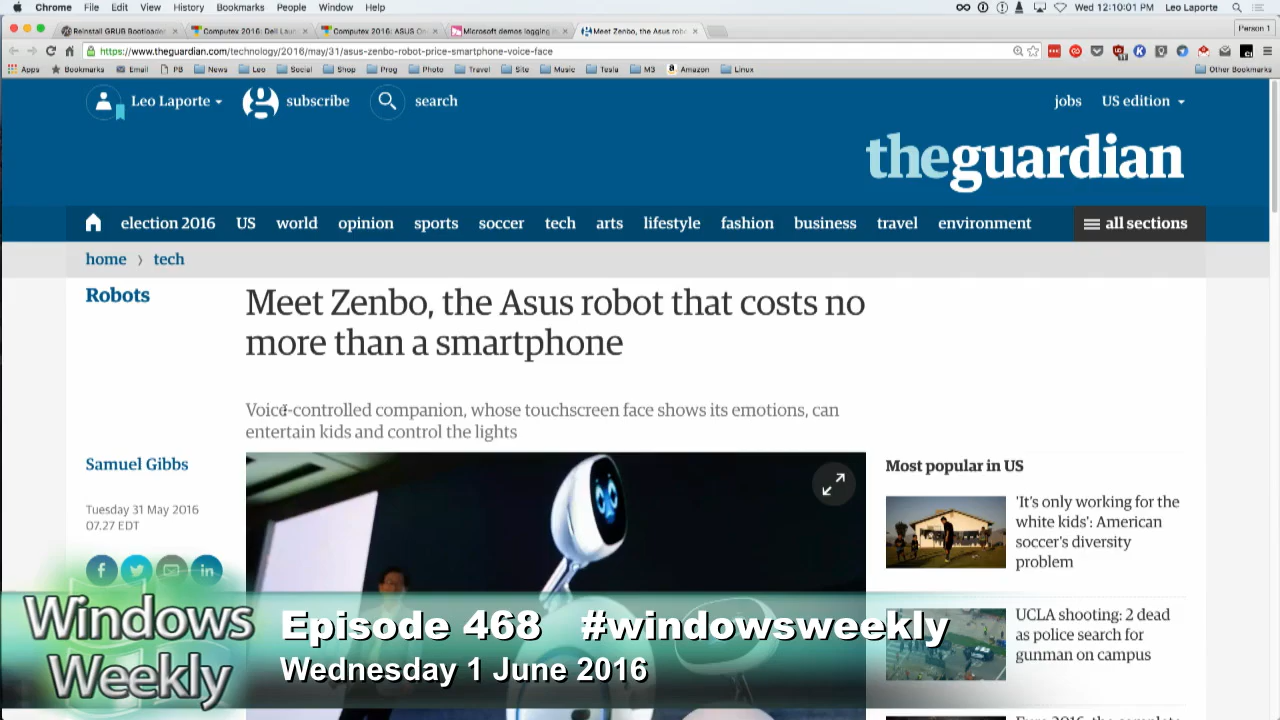 Chrome File Edit View History Bookmarks People Window Help Wed 12:10:01 PM Leo Laporte
Reinstall GRUB Bootloader Computex 2016: Dell Laun Computex 2016: ASUS Microsoft demos logging in Meet Zenbo, the Asus rob Person 1
https://www.theguardian.com/technology/2016/may/31/asus-zenbo-robot-price-smartphone-voice-face
Apps Bookmarks Email PB News Leo Social Shop Prog Photo Travel Site Music Tesla M3 Amazon Linux Other Bookmarks
Leo Laporte subscribe search jobs US edition
theguardian
election 2016 US world opinion sports soccer tech arts lifestyle fashion business travel environment all sections
home › tech
Robots
Meet Zenbo, the Asus robot that costs no
more than a smartphone
Voice-controlled companion, whose touchscreen face shows its emotions, can
entertain kids and control the lights
Samuel Gibbs
Tuesday 31 May 2016
07.27 EDT
Most popular in US
'It's only working for the
white kids': American
soccer's diversity
problem
UCLA shooting: 2 dead
as police search for
gunman on campus
Windows
Weekly
Episode 468 #windowsweekly
Wednesday 1 June 2016